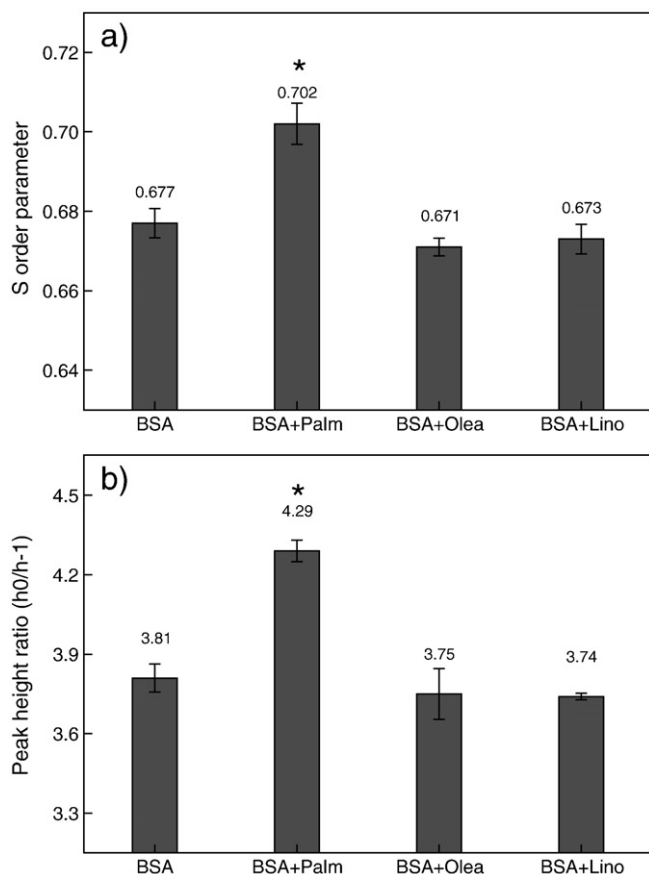 a)
S order parameter
0.72
0.70
0.68
0.66
0.64
*
0.677
0.702
0.671
0.673
BSA
BSA+Palm
BSA+Olea
BSA+Lino
b)
Peak height ratio (h0/h-1)
4.5
4.2
3.9
3.6
3.3
*
3.81
4.29
3.75
3.74
BSA
BSA+Palm
BSA+Olea
BSA+Lino